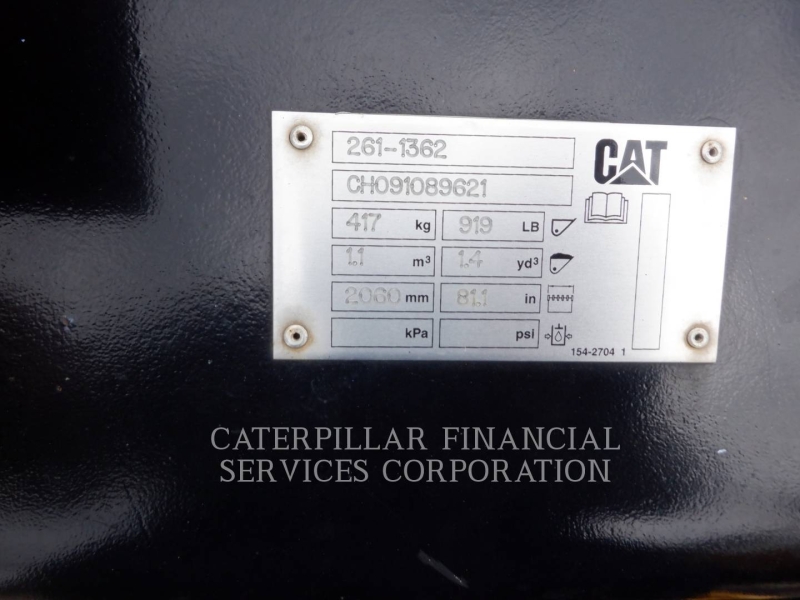 261-1362
CAT
CH091089621
417 kg 919 LB
1.1 m³ 1.4 yd³
2060 mm 81.1 in
kPa psi
154-2704 1
CATERPILLAR FINANCIAL
SERVICES CORPORATION